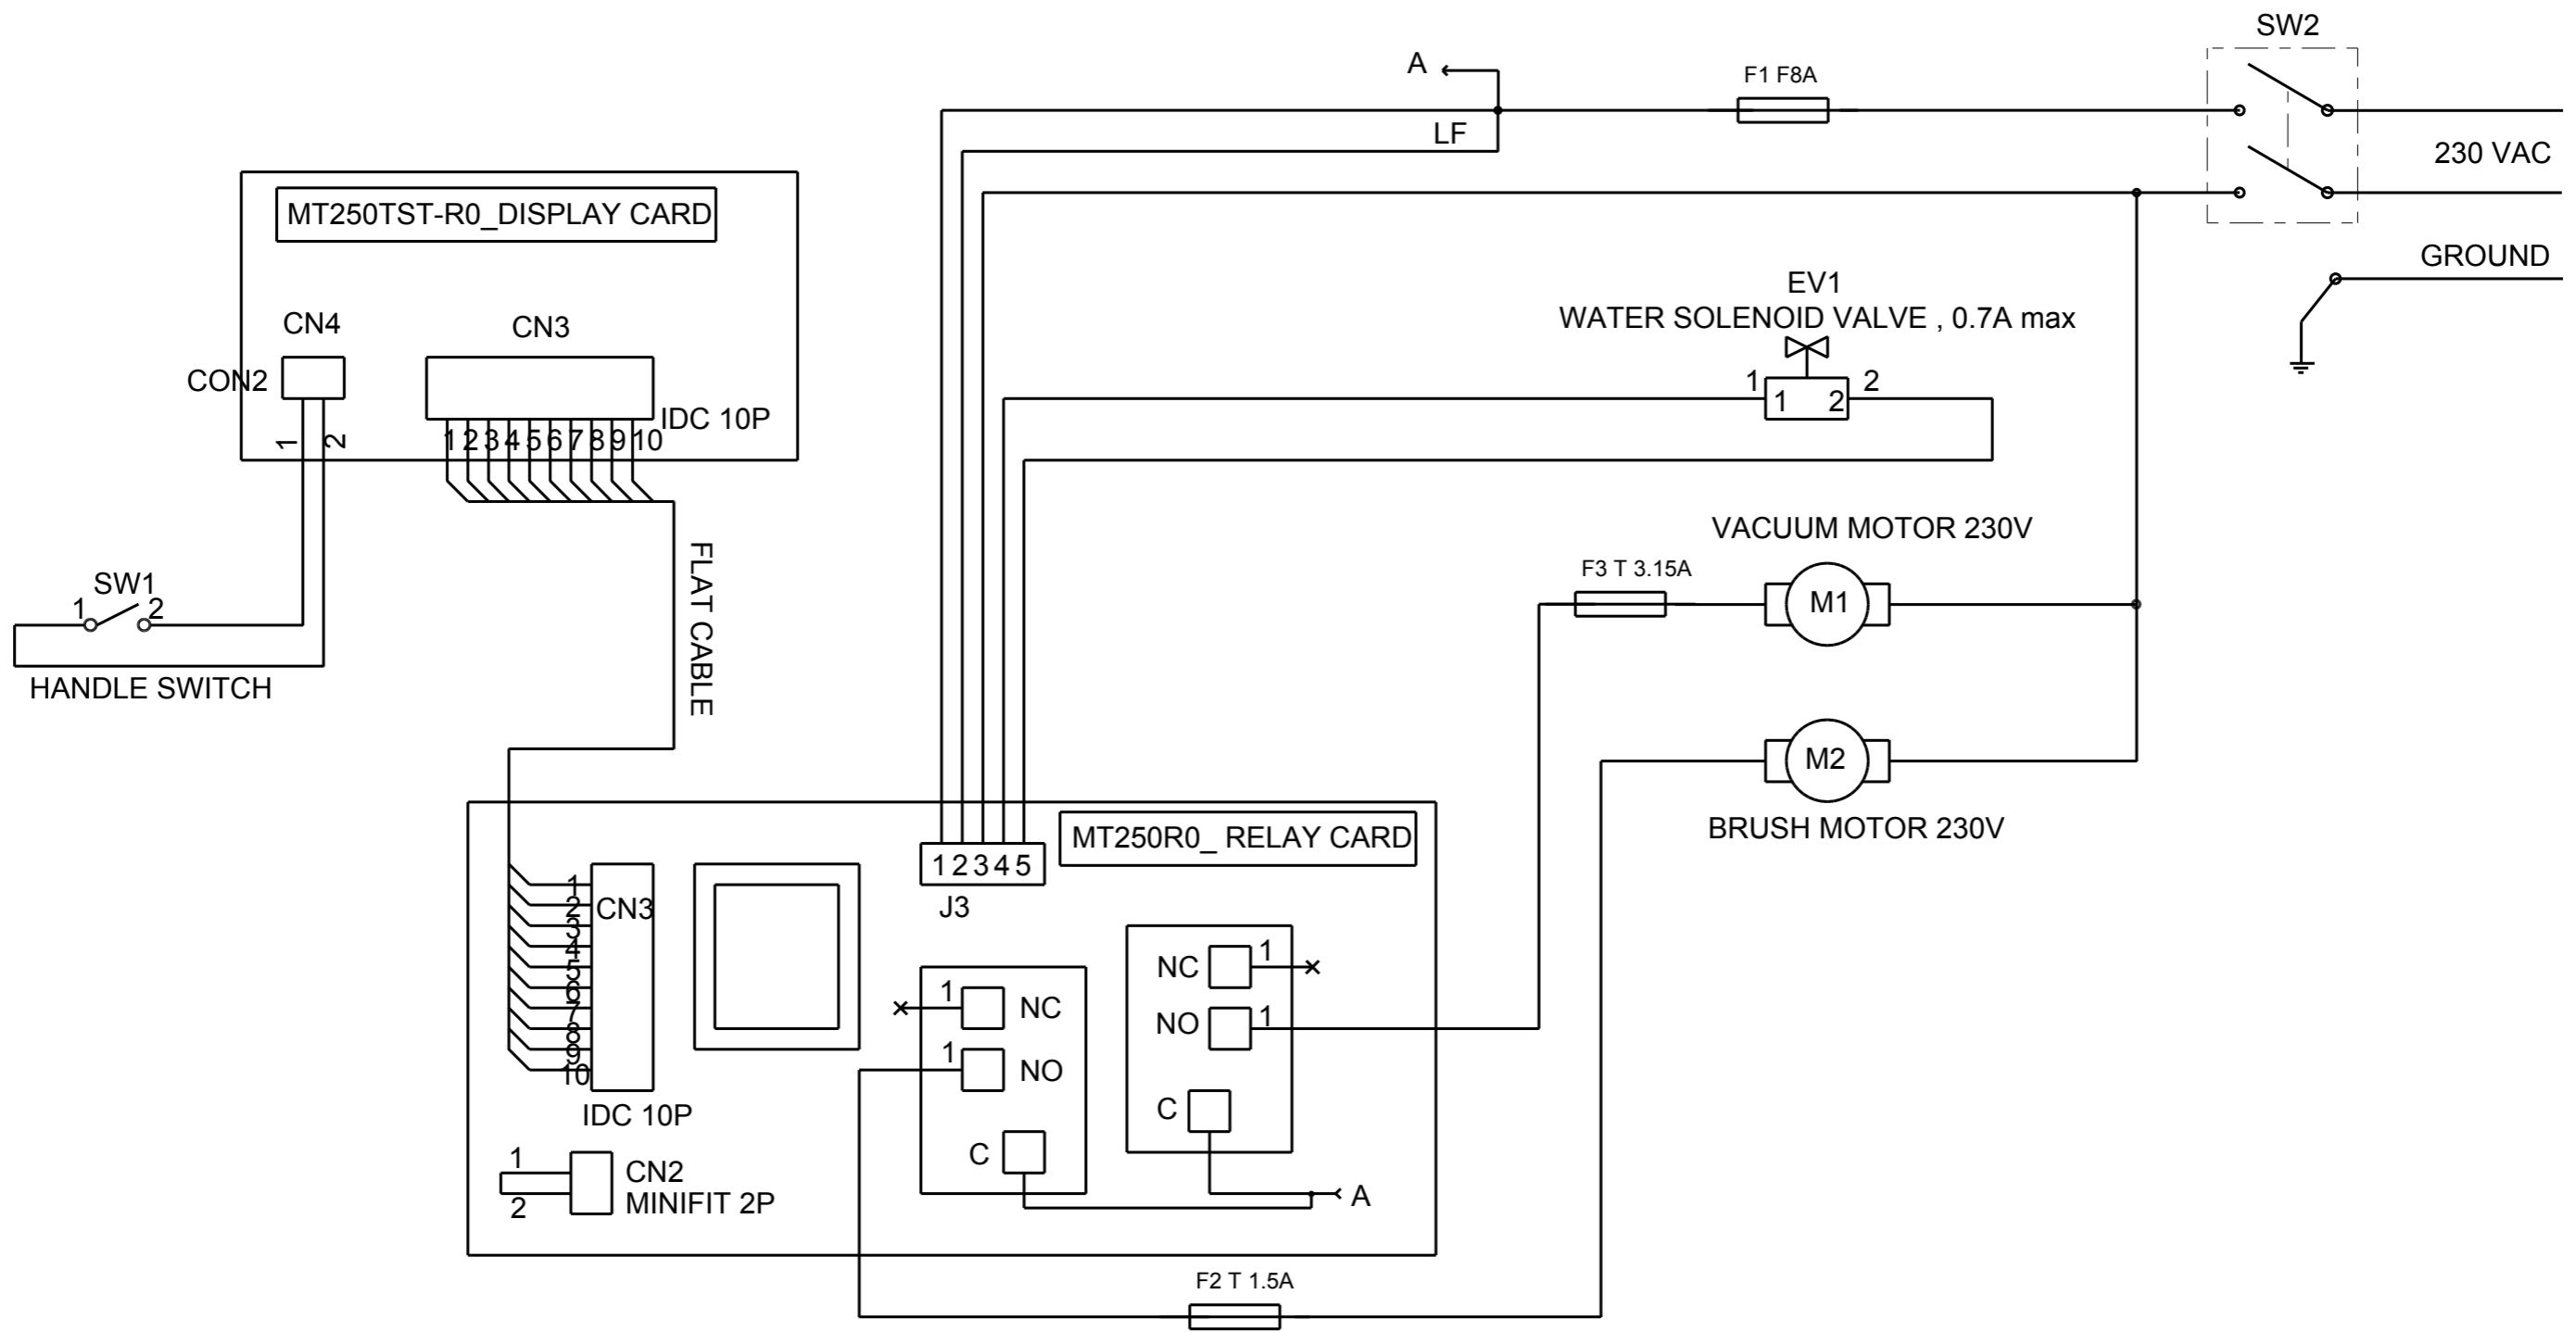 SW2
A
F1 F8A
LF
230 VAC
MT250TST-R0_DISPLAY CARD
GROUND
EV1
WATER SOLENOID VALVE , 0.7A max
CN4
CN3
CON2
1 1 2 2
IDC 10P
1 2
1 2 3 4 5 6 7 8 9 10
VACUUM MOTOR 230V
F3 T 3.15A
M1
SW1
1 2
HANDLE SWITCH
FLAT CABLE
M2
BRUSH MOTOR 230V
MT250R0_ RELAY CARD
1 2 3 4 5
J3
1
2
3
4
5
6
7
8
9
10
CN3
IDC 10P
1
2
CN2
MINIFIT 2P
1 NC
1 NO
C
NC 1
NO 1
C
A
F2 T 1.5A